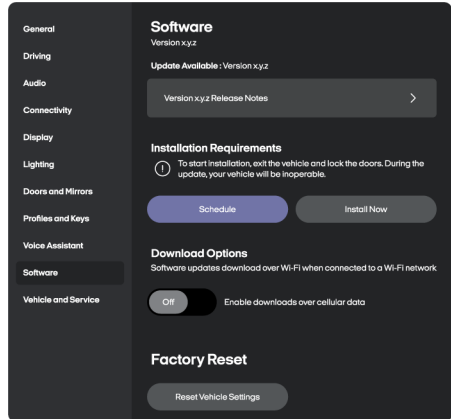 General
Driving
Audio
Connectivity
Display
Lighting
Doors and Mirrors
Profiles and Keys
Voice Assistant
Software
Vehicle and Service
Software
Version x.y.z
Update Available : Version x.y.z
Version x.y.z Release Notes
Installation Requirements
To start installation, exit the vehicle and lock the doors. During the
update, your vehicle will be inoperable.
Schedule
Install Now
Download Options
Software updates download over Wi-Fi when connected to a Wi-Fi network
Off
Enable downloads over cellular data
Factory Reset
Reset Vehicle Settings